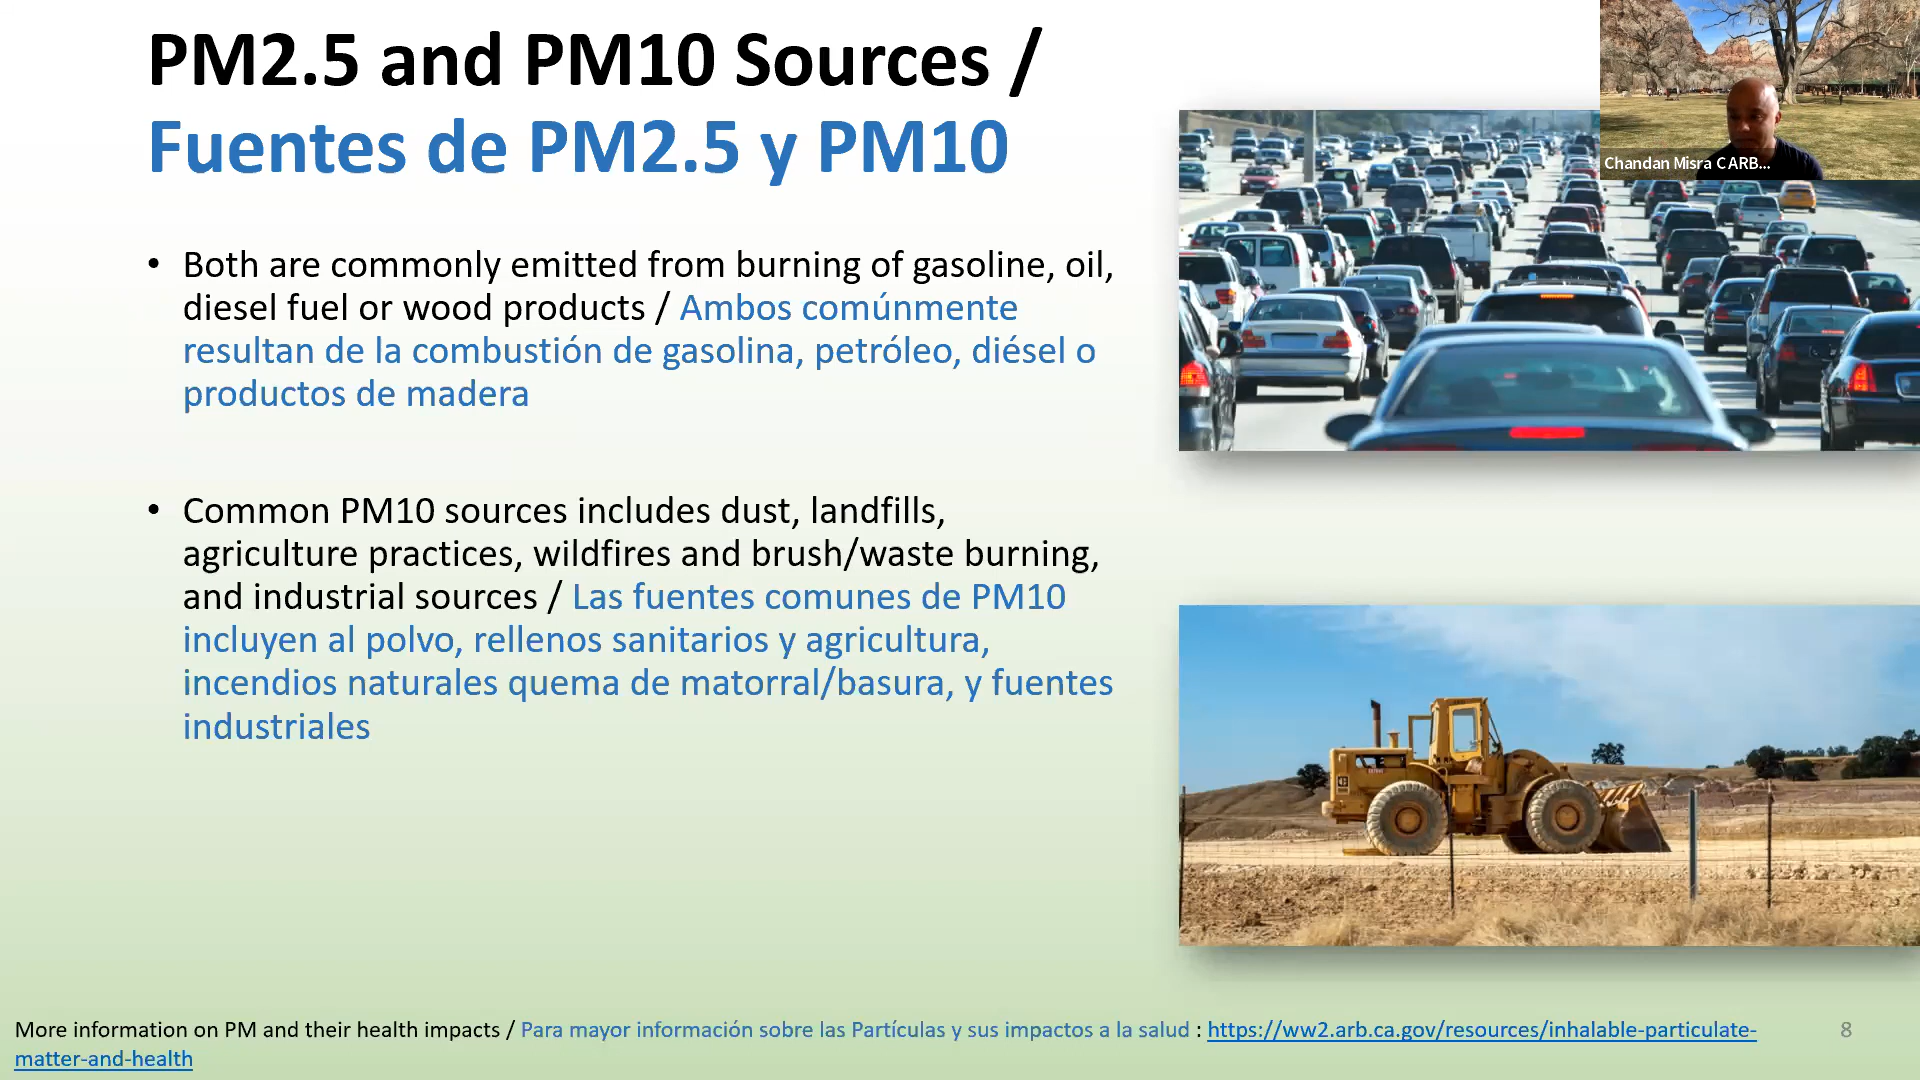 PM2.5 and PM10 Sources /
Fuentes de PM2.5 y PM10
Chandan Misra CARB...
• Both are commonly emitted from burning of gasoline, oil,
diesel fuel or wood products / Ambos comúnmente
resultan de la combustión de gasolina, petróleo, diésel o
productos de madera
• Common PM10 sources includes dust, landfills,
agriculture practices, wildfires and brush/waste burning,
and industrial sources / Las fuentes comunes de PM10
incluyen al polvo, rellenos sanitarios y agricultura,
incendios naturales quema de matorral/basura, y fuentes
industriales
More information on PM and their health impacts / Para mayor información sobre las Partículas y sus impactos a la salud : https://ww2.arb.ca.gov/resources/inhalable-particulate-
matter-and-health
8